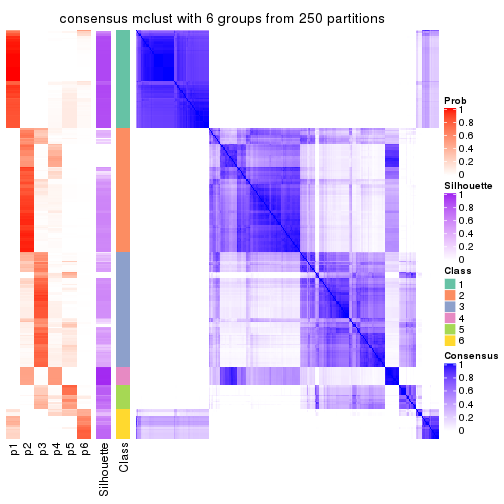 consensus mclust with 6 groups from 250 partitions
Prob
1
0.8
0.6
0.4
0.2
0
Silhouette
1
0.8
0.6
0.4
0.2
0
Class
1
2
3
4
5
6
Consensus
1
0.8
0.6
0.4
0.2
0
p1
p2
p3
p4
p5
p6
Silhouette
Class